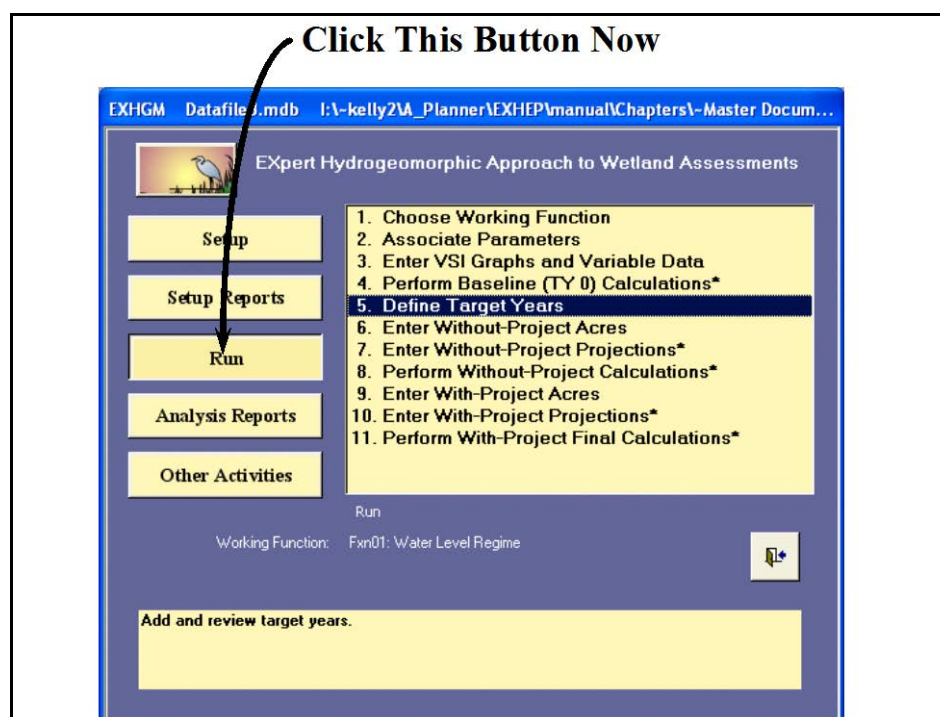 Click This Button Now
EXHGM Datafile3.mdb I:\~kelly2\A_Planner\EXHEP\manual\Chapters\~Master Docum...
EXpert Hydrogeomorphic Approach to Wetland Assessments
Setup
Setup Reports
Run
Analysis Reports
Other Activities
1. Choose Working Function
2. Associate Parameters
3. Enter VSI Graphs and Variable Data
4. Perform Baseline (TY 0) Calculations*
5. Define Target Years
6. Enter Without-Project Acres
7. Enter Without-Project Projections*
8. Perform Without-Project Calculations*
9. Enter With-Project Acres
10. Enter With-Project Projections*
11. Perform With-Project Final Calculations*
Run
Working Function: Fxn01: Water Level Regime
Add and review target years.